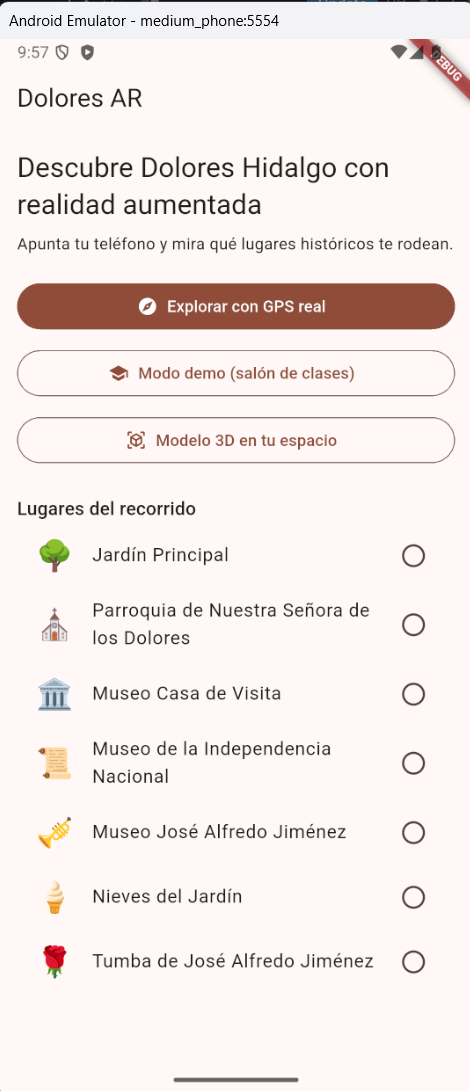 Android Emulator - medium_phone:5554
9:57
DEBUG
Dolores AR
Descubre Dolores Hidalgo con
realidad aumentada
Apunta tu teléfono y mira qué lugares históricos te rodean.
Explorar con GPS real
Modo demo (salón de clases)
Modelo 3D en tu espacio
Lugares del recorrido
Jardín Principal
Parroquia de Nuestra Señora de
los Dolores
Museo Casa de Visita
Museo de la Independencia
Nacional
Museo José Alfredo Jiménez
Nieves del Jardín
Tumba de José Alfredo Jiménez